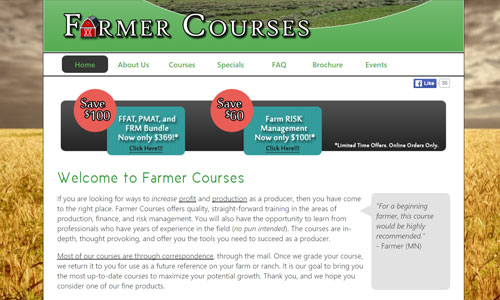 FARMER COURSES
Home About Us Courses Specials FAQ Brochure Events
Like 36
Save $100
FFAT, PMAT, and
FRM Bundle
Now only $369!*
Click Here!!!
Save $60
Farm RISK
Management
Now only $100!*
Click Here!!!
*Limited Time Offers. Online Orders Only.
Welcome to Farmer Courses
If you are looking for ways to increase profit and production as a producer, then you have come
to the right place. Farmer Courses offers quality, straight-forward training in the areas of
production, finance, and risk management. You will also have the opportunity to learn from
professionals who have years of experience in the field (no pun intended). The courses are in-
depth, thought provoking, and offer you the tools you need to succeed as a producer.
"For a beginning
farmer, this course
would be highly
recommended."
- Farmer (MN)
Most of our courses are through correspondence, through the mail. Once we grade your course,
we return it to you for use as a future reference on your farm or ranch. It is our goal to bring you
the most up-to-date courses to maximize your potential growth. Thank you, and we hope you
consider one of our fine products.